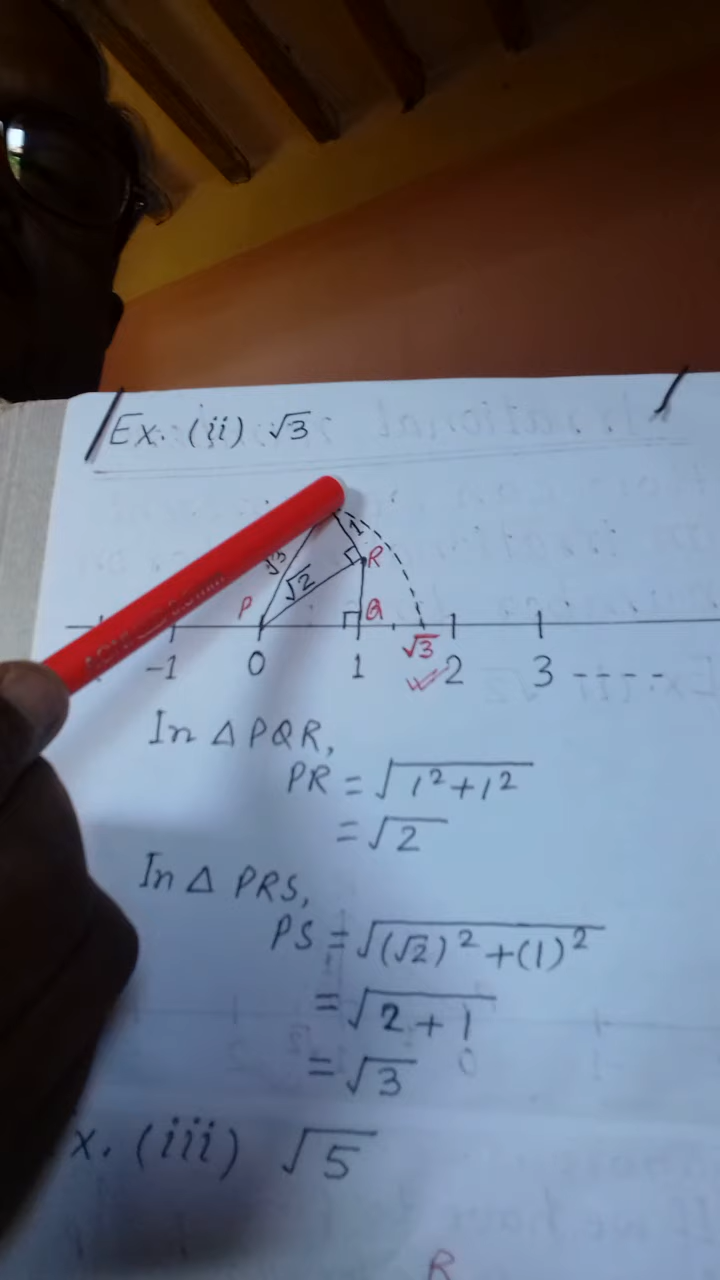 Ex. (ii) √3
1
R
√3
√2
P
Q
√3
-1 0 1 2 3 ----
In △ PQR,
PR = √1²+1²
= √2
In △ PRS,
PS = √(√2)²+(1)²
= √2+1
= √3
x. (iii) √5
R